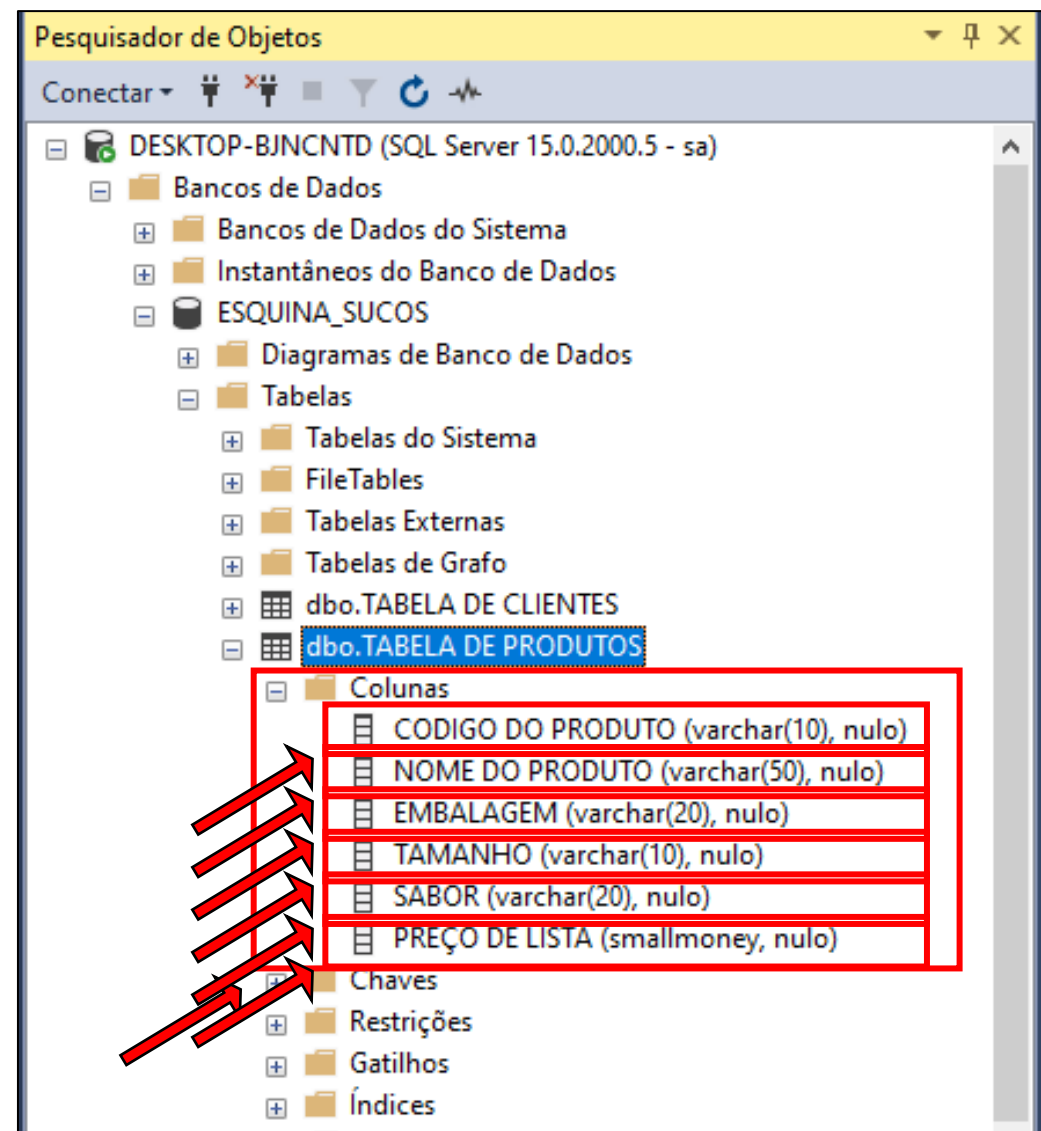 Pesquisador de Objetos
Conectar
DESKTOP-BJNCNTD (SQL Server 15.0.2000.5 - sa)
Bancos de Dados
Bancos de Dados do Sistema
Instantâneos do Banco de Dados
ESQUINA_SUCOS
Diagramas de Banco de Dados
Tabelas
Tabelas do Sistema
FileTables
Tabelas Externas
Tabelas de Grafo
dbo.TABELA DE CLIENTES
dbo.TABELA DE PRODUTOS
Colunas
CODIGO DO PRODUTO (varchar(10), nulo)
NOME DO PRODUTO (varchar(50), nulo)
EMBALAGEM (varchar(20), nulo)
TAMANHO (varchar(10), nulo)
SABOR (varchar(20), nulo)
PREÇO DE LISTA (smallmoney, nulo)
Chaves
Restrições
Gatilhos
Índices